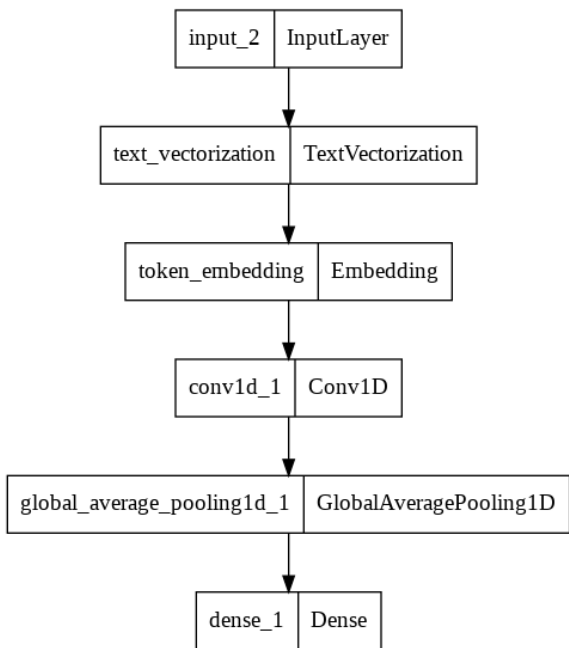 input_2 InputLayer
text_vectorization TextVectorization
token_embedding Embedding
conv1d_1 Conv1D
global_average_pooling1d_1 GlobalAveragePooling1D
dense_1 Dense